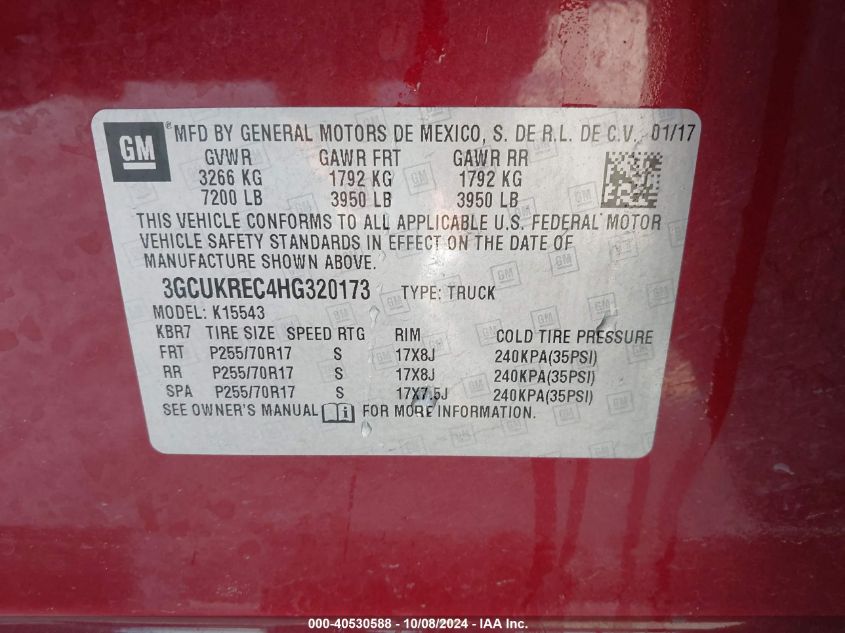 GM ® MFD BY GENERAL MOTORS DE MEXICO, S. DE R.L. DE C.V. 01/17
GVWR GAWR FRT GAWR RR
3266 KG 1792 KG 1792 KG
7200 LB 3950 LB 3950 LB
THIS VEHICLE CONFORMS TO ALL APPLICABLE U.S. FEDERAL MOTOR
VEHICLE SAFETY STANDARDS IN EFFECT ON THE DATE OF
MANUFACTURE SHOWN ABOVE.
3GCUKREC4HG320173 TYPE: TRUCK
MODEL: K15543
KBR7 TIRE SIZE SPEED RTG RIM COLD TIRE PRESSURE
FRT P255/70R17 S 17X8J 240KPA(35PSI)
RR P255/70R17 S 17X8J 240KPA(35PSI)
SPA P255/70R17 S 17X7.5J 240KPA(35PSI)
SEE OWNER'S MANUAL FOR MORE INFORMATION.
000-40530588 - 10/08/2024 - IAA Inc.